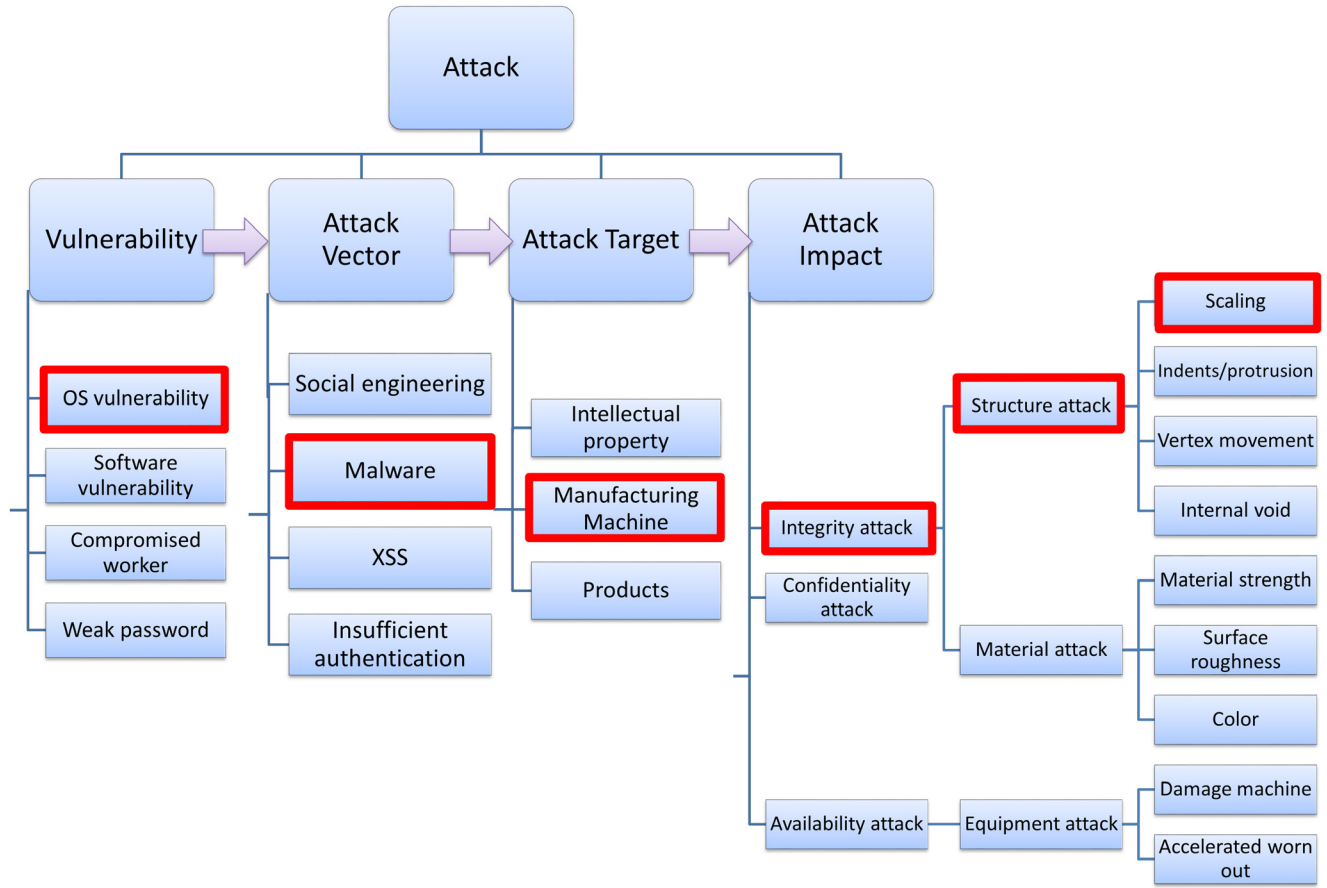 Attack
Vulnerability
Attack
Vector
Attack Target
Attack
Impact
OS vulnerability
Software
vulnerability
Compromised
worker
Weak password
Social engineering
Malware
XSS
Insufficient
authentication
Intellectual
property
Manufacturing
Machine
Products
Integrity attack
Confidentiality
attack
Availability attack
Structure attack
Material attack
Equipment attack
Scaling
Indents/protrusion
Vertex movement
Internal void
Material strength
Surface
roughness
Color
Damage machine
Accelerated worn
out